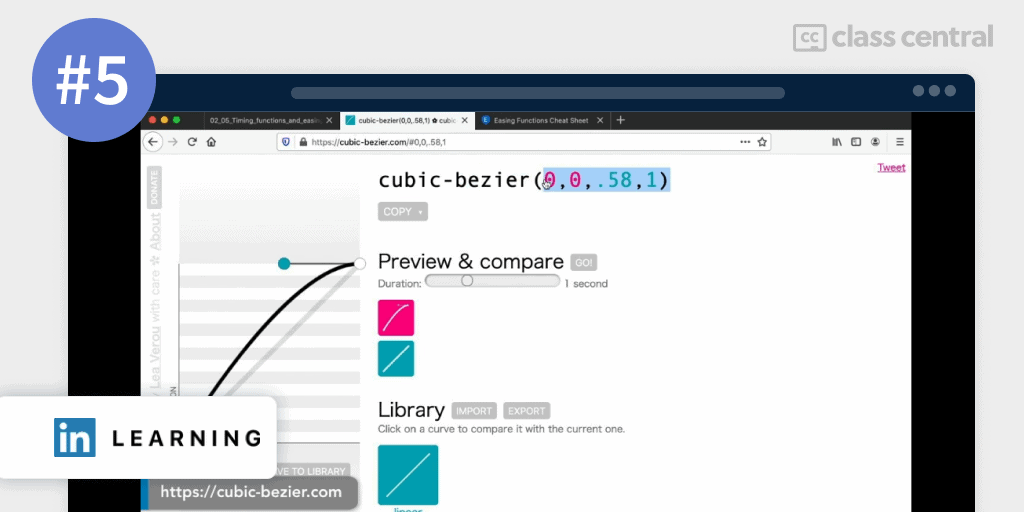 #5
cc class central
02_05_Timing_functions_and_easing
cubic-bezier(0,0,.58,1) ✿ cubic
Easing Functions Cheat Sheet
https://cubic-bezier.com/#0,0,.58,1
Tweet
cubic-bezier(0,0,.58,1)
COPY
DONATE
Lea Verou with care ✿ About
Preview & compare GO!
Duration: 1 second
ON
Library IMPORT EXPORT
Click on a curve to compare it with the current one.
in LEARNING
VE TO LIBRARY
https://cubic-bezier.com
linear